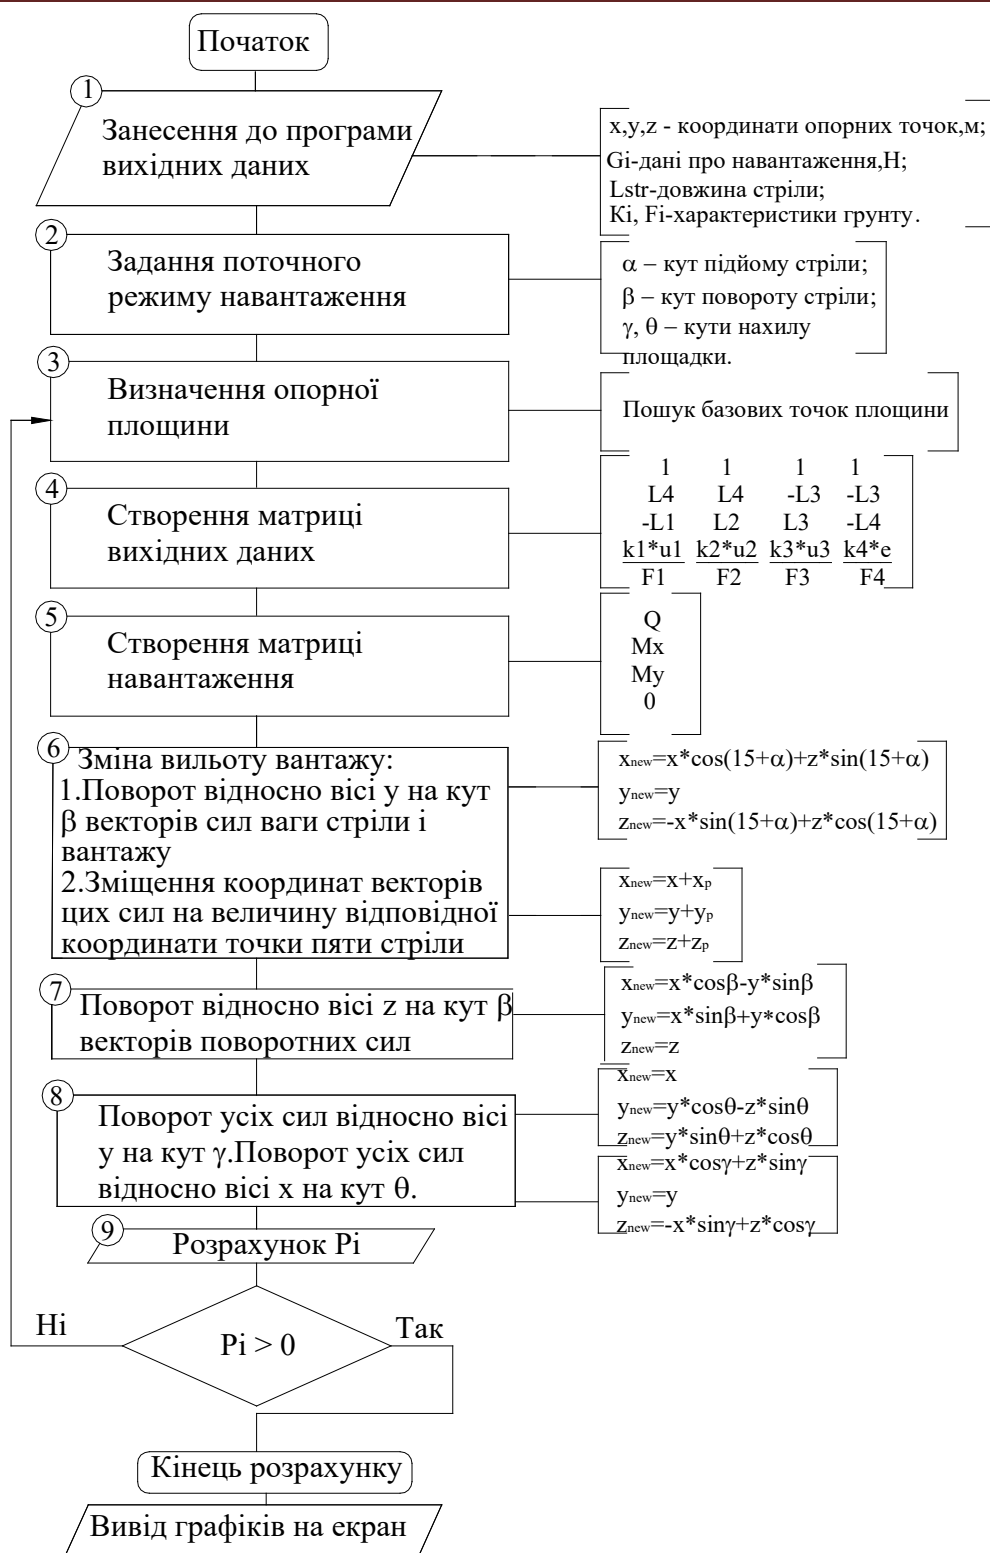 Початок
1
Занесення до програми
вихідних даних
x,y,z - координати опорних точок,м;
Gi-дані про навантаження,Н;
Lstr-довжина стріли;
Кі, Fi-характеристики грунту.
2
Задання поточного
режиму навантаження
α – кут підйому стріли;
β – кут повороту стріли;
γ, θ – кути нахилу
площадки.
3
Визначення опорної
площини
Пошук базових точок площини
4
Створення матриці
вихідних даних
1 1 1 1
L4 L4 -L3 -L3
-L1 L2 L3 -L4
k1*u1 k2*u2 k3*u3 k4*e
F1 F2 F3 F4
5
Створення матриці
навантаження
Q
Mx
My
0
6
Зміна вильоту вантажу:
1.Поворот відносно вісі y на кут
β векторів сил ваги стріли і
вантажу
2.Зміщення координат векторів
цих сил на величину відповідної
координати точки пяти стріли
xnew=x*cos(15+α)+z*sin(15+α)
ynew=y
znew=-x*sin(15+α)+z*cos(15+α)
xnew=x+xp
ynew=y+yp
znew=z+zp
7
Поворот відносно вісі z на кут β
векторів поворотних сил
xnew=x*cosβ-y*sinβ
ynew=x*sinβ+y*cosβ
znew=z
8
Поворот усіх сил відносно вісі
y на кут γ.Поворот усіх сил
відносно вісі x на кут θ.
xnew=x
ynew=y*cosθ-z*sinθ
znew=y*sinθ+z*cosθ
xnew=x*cosγ+z*sinγ
ynew=y
znew=-x*sinγ+z*cosγ
9
Розрахунок Pi
Ні
Pi > 0
Так
Кінець розрахунку
Вивід графіків на екран